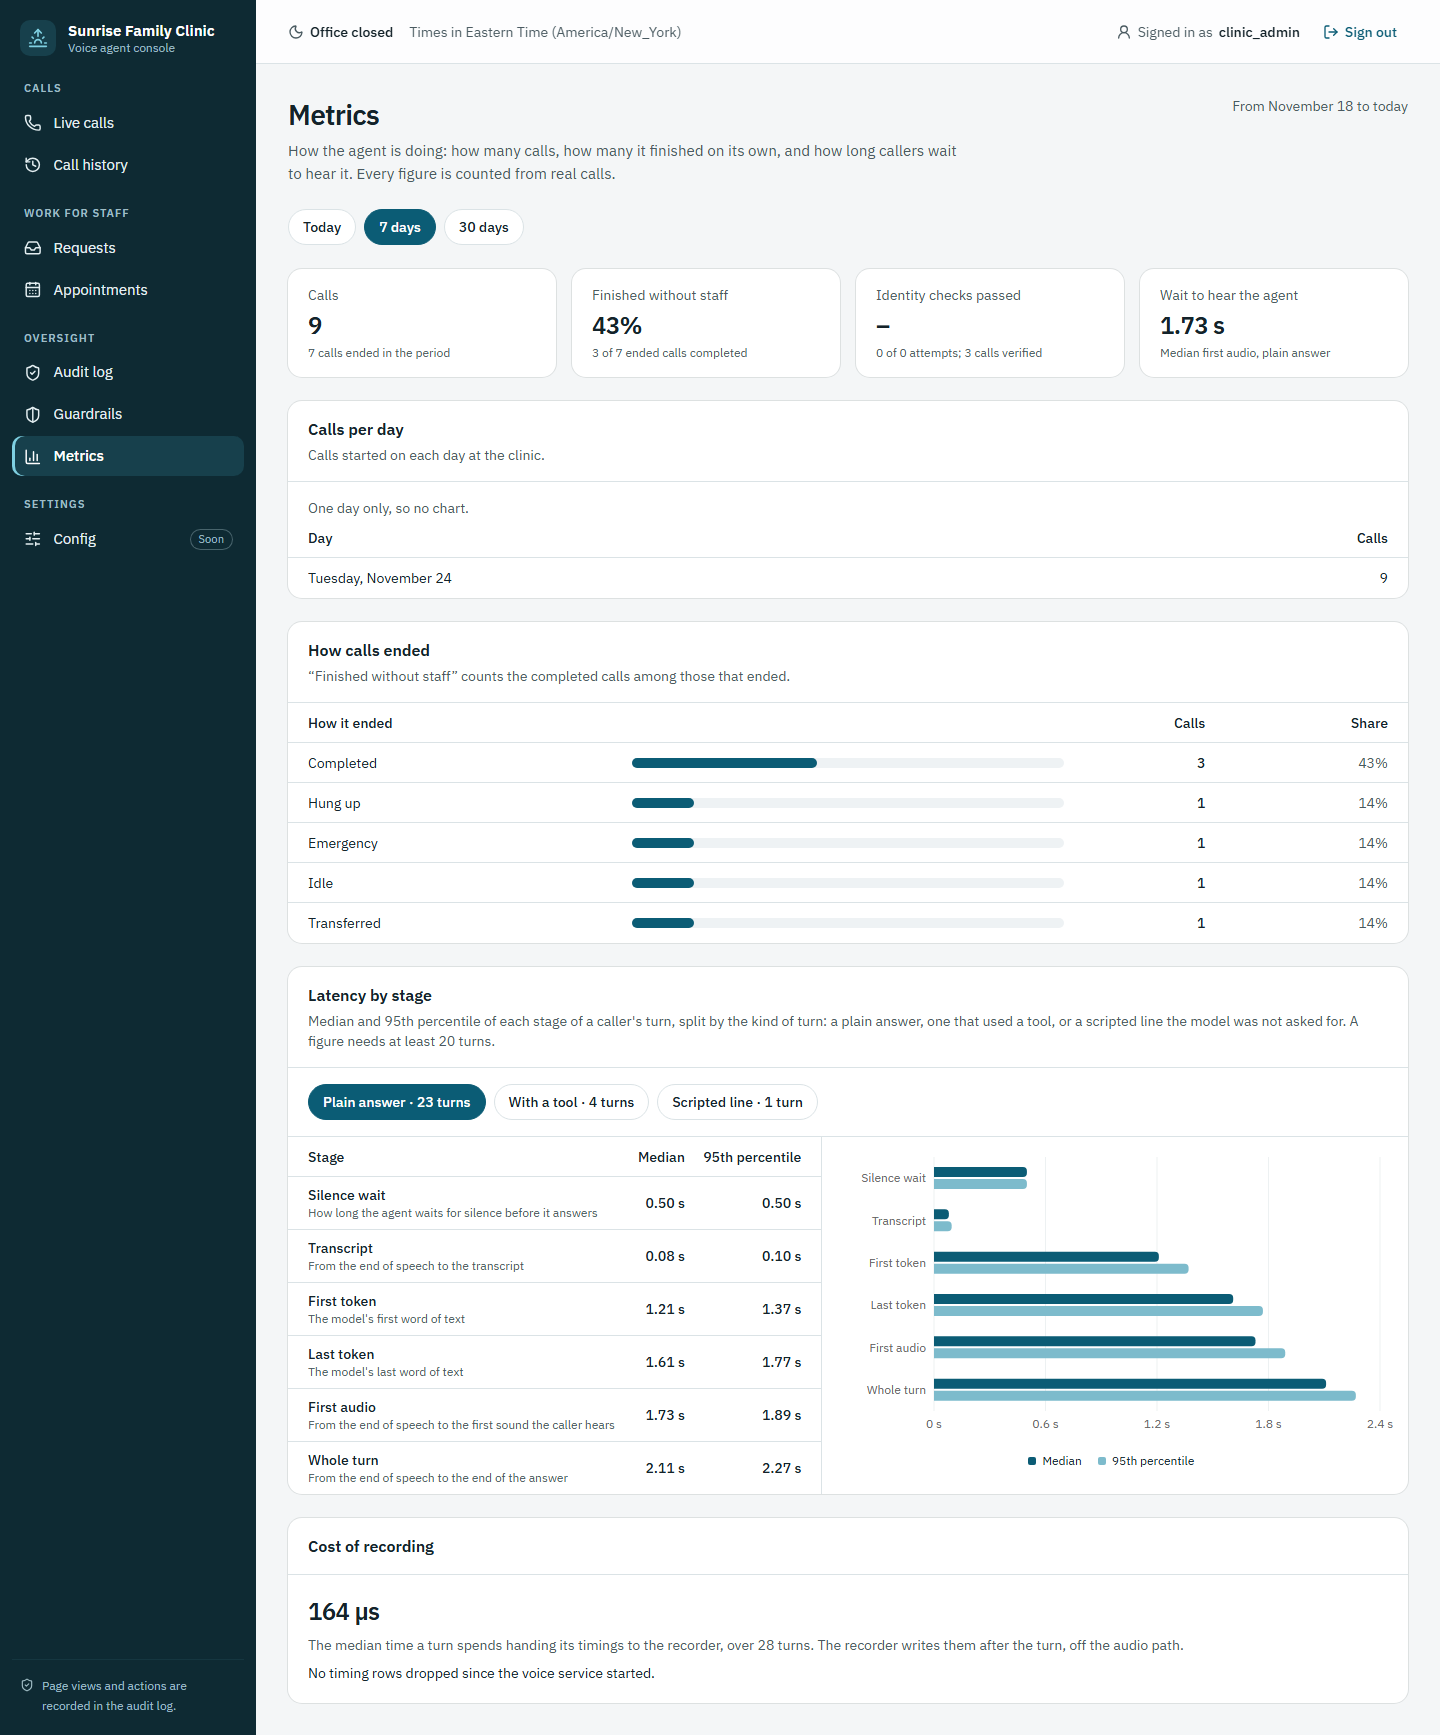 Sunrise Family Clinic
Voice agent console
CALLS
Live calls
Call history
WORK FOR STAFF
Requests
Appointments
OVERSIGHT
Audit log
Guardrails
Metrics
SETTINGS
Config
Soon
Page views and actions are
recorded in the audit log.
Office closed
Times in Eastern Time (America/New_York)
Signed in as clinic_admin
Sign out
Metrics
From November 18 to today
How the agent is doing: how many calls, how many it finished on its own, and how long callers wait
to hear it. Every figure is counted from real calls.
Today
7 days
30 days
Calls
9
7 calls ended in the period
Finished without staff
43%
3 of 7 ended calls completed
Identity checks passed
–
0 of 0 attempts; 3 calls verified
Wait to hear the agent
1.73 s
Median first audio, plain answer
Calls per day
Calls started on each day at the clinic.
One day only, so no chart.
Day Calls
Tuesday, November 24 9
How calls ended
“Finished without staff” counts the completed calls among those that ended.
How it ended Calls Share
Completed 3 43%
Hung up 1 14%
Emergency 1 14%
Idle 1 14%
Transferred 1 14%
Latency by stage
Median and 95th percentile of each stage of a caller's turn, split by the kind of turn: a plain answer, one that used a tool, or a scripted line the model was not asked for. A
figure needs at least 20 turns.
Plain answer · 23 turns
With a tool · 4 turns
Scripted line · 1 turn
Stage Median 95th percentile
Silence wait
How long the agent waits for silence before it answers
0.50 s 0.50 s
Transcript
From the end of speech to the transcript
0.08 s 0.10 s
First token
The model's first word of text
1.21 s 1.37 s
Last token
The model's last word of text
1.61 s 1.77 s
First audio
From the end of speech to the first sound the caller hears
1.73 s 1.89 s
Whole turn
From the end of speech to the end of the answer
2.11 s 2.27 s
Silence wait
Transcript
First token
Last token
First audio
Whole turn
0 s 0.6 s 1.2 s 1.8 s 2.4 s
Median 95th percentile
Cost of recording
164 µs
The median time a turn spends handing its timings to the recorder, over 28 turns. The recorder writes them after the turn, off the audio path.
No timing rows dropped since the voice service started.